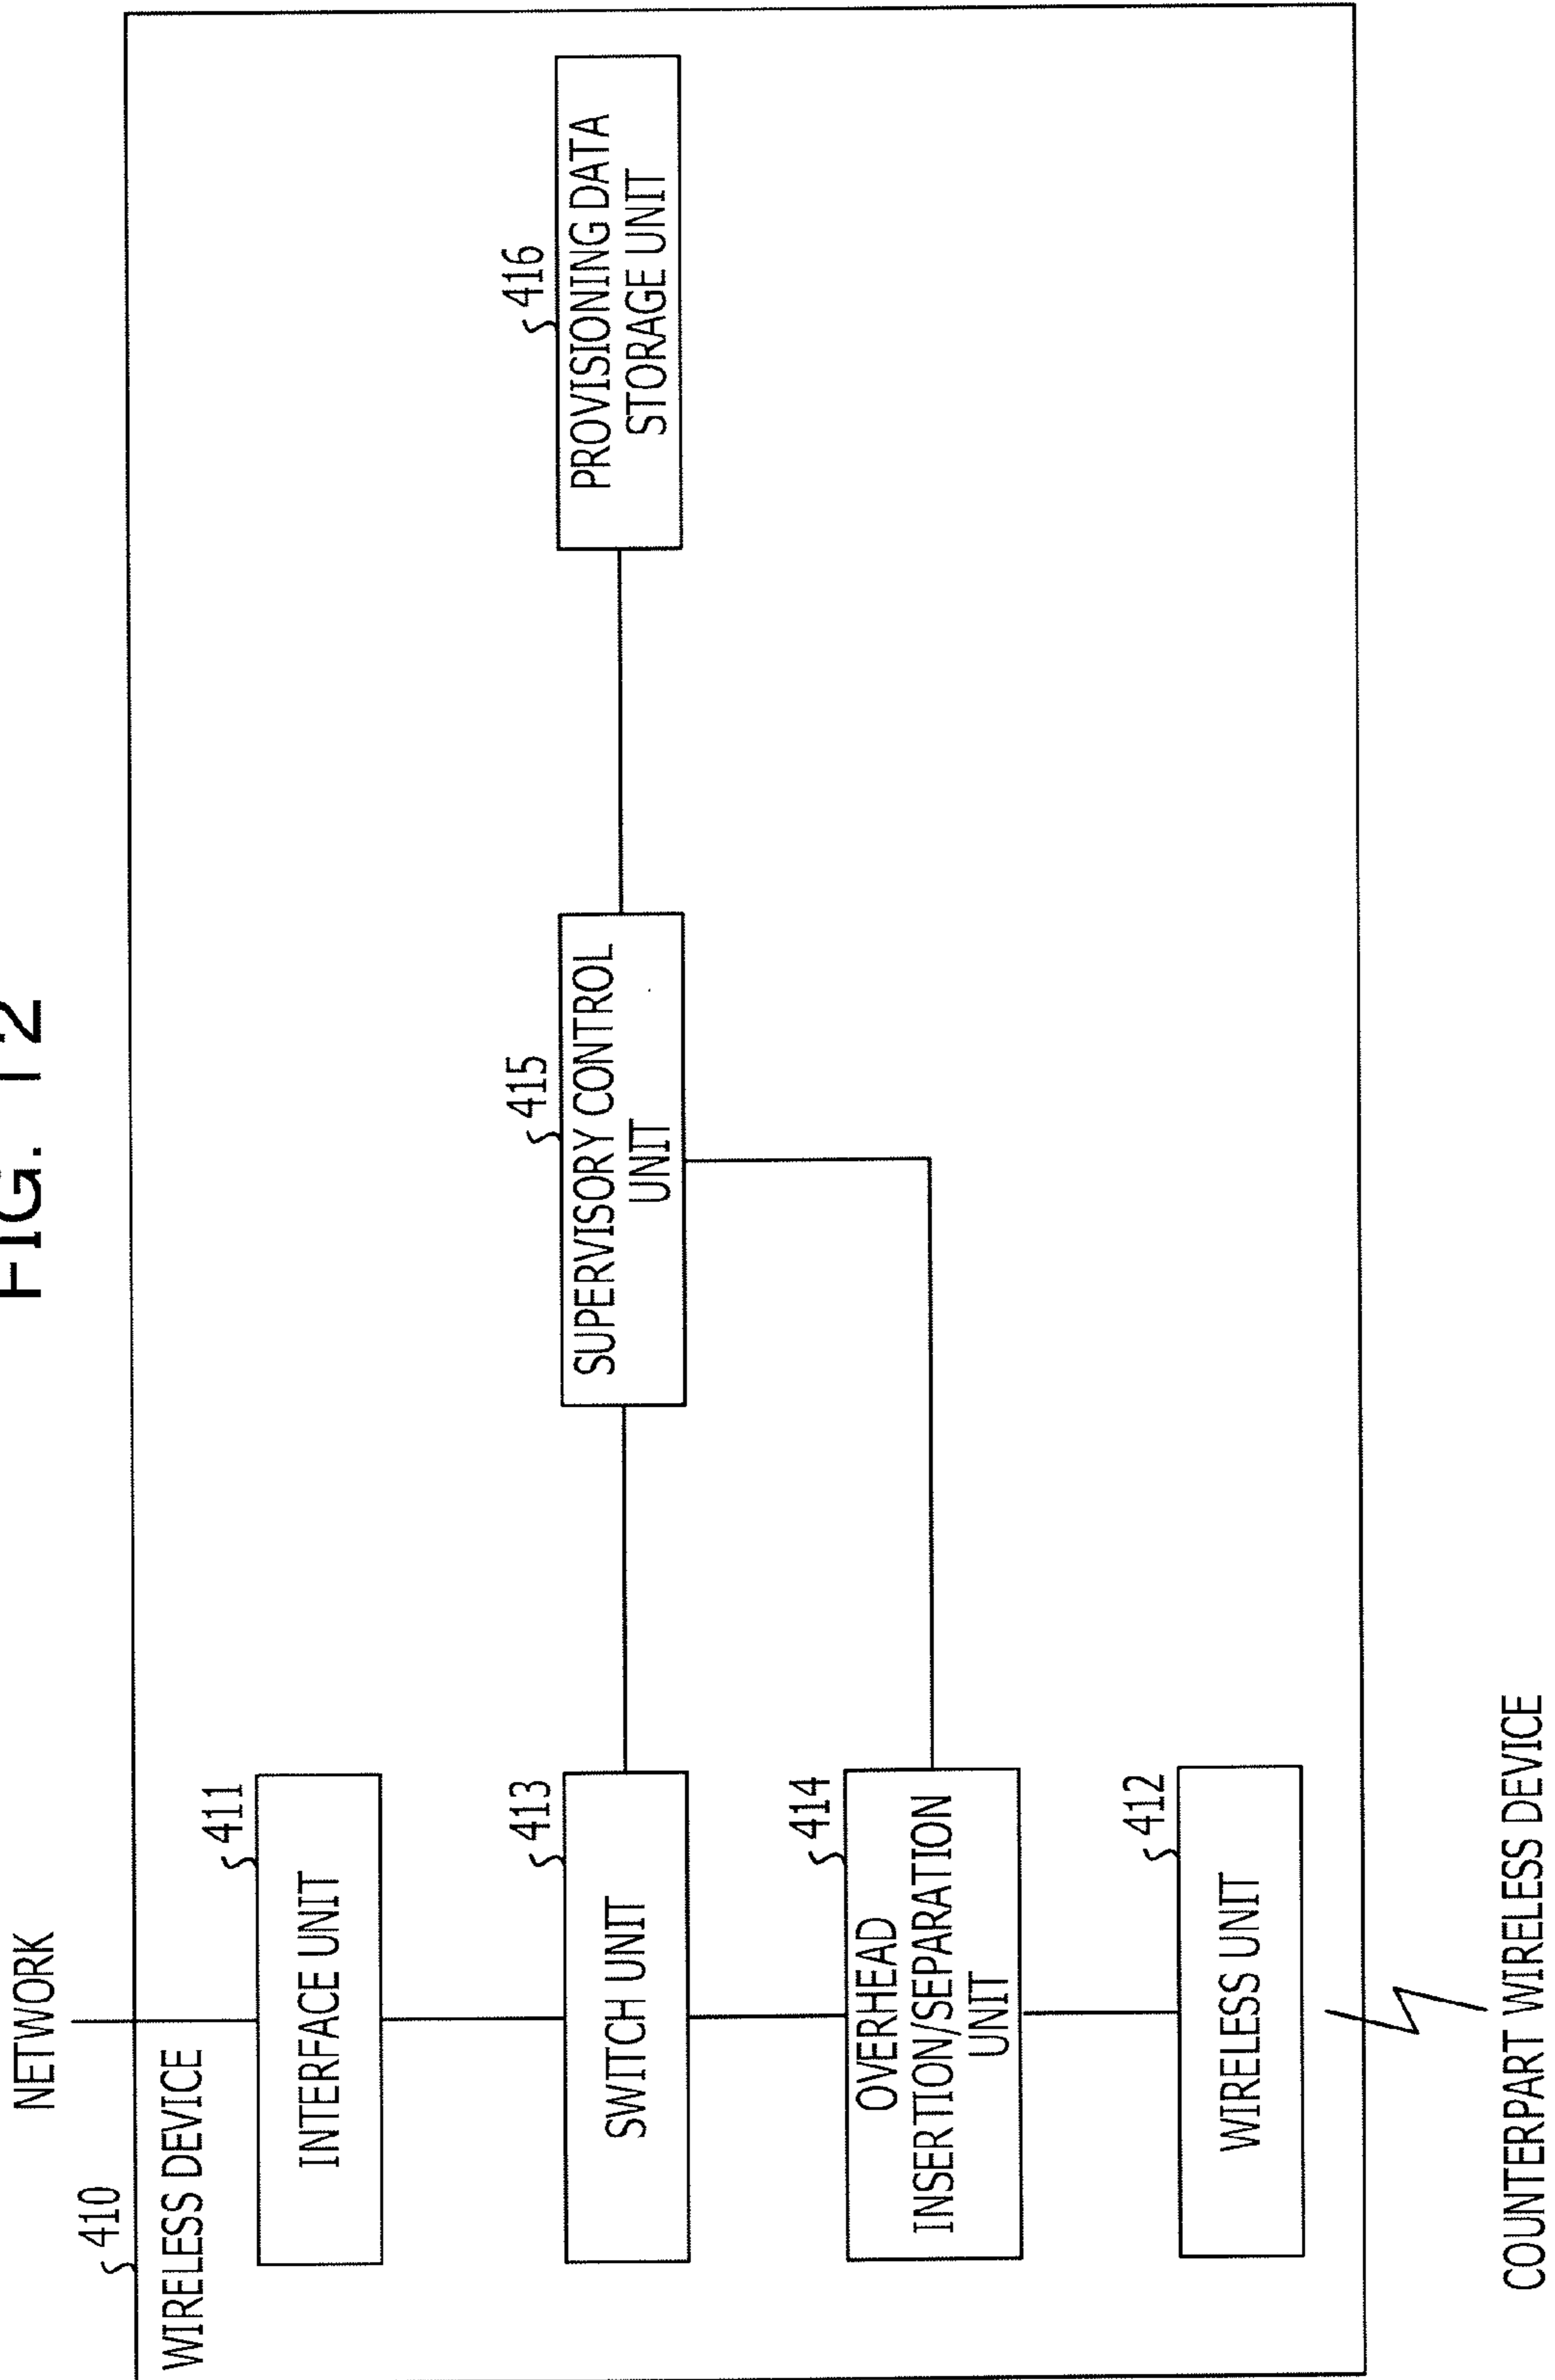 FIG. 12
NETWORK
410
WIRELESS DEVICE
411
INTERFACE UNIT
413
SWITCH UNIT
415
SUPERVISORY CONTROL
UNIT
416
PROVISIONING DATA
STORAGE UNIT
414
OVERHEAD
INSERTION/SEPARATION
UNIT
412
WIRELESS UNIT
COUNTERPART WIRELESS DEVICE